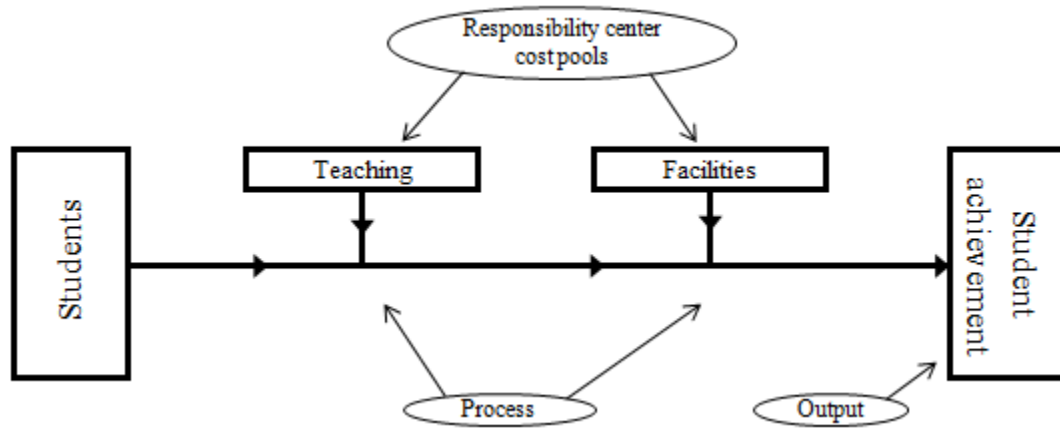 Responsibility center
cost pools
Teaching
Facilities
Students
Student
achievement
Process
Output